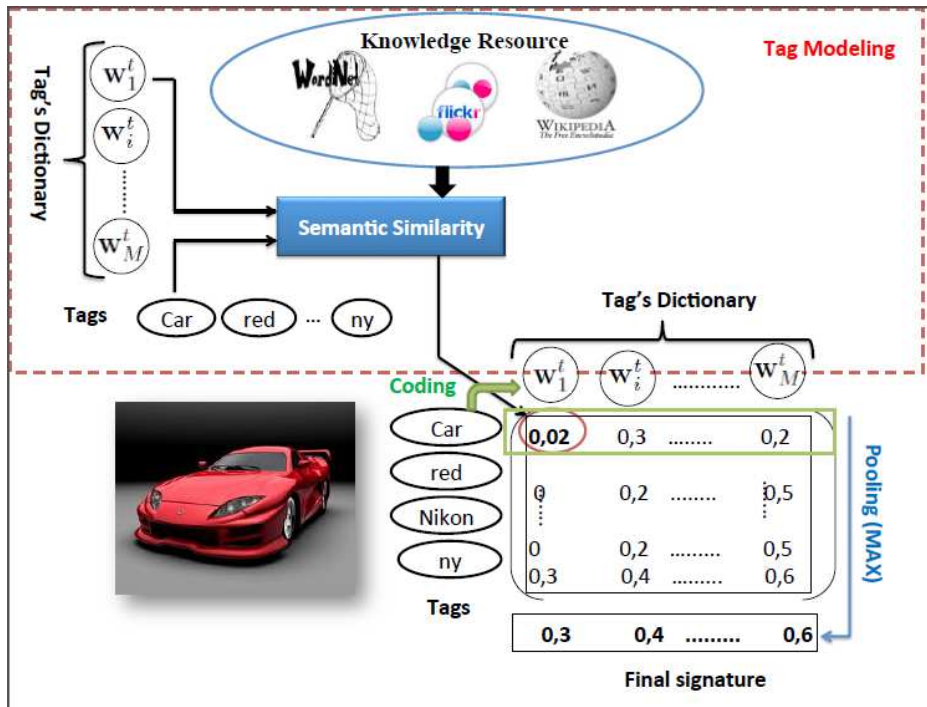 Knowledge Resource
Tag Modeling
WordNet
flickr
WIKIPEDIA
The Free Encyclopedia
Tag's Dictionary
w₁ᵗ
wᵢᵗ
........
w_Mᵗ
Semantic Similarity
Tags
Car red ... ny
Tag's Dictionary
w₁ᵗ wᵢᵗ ............ w_Mᵗ
Coding
Car 0,02 0,3 ........ 0,2
red 0 0,2 ......... 0,5
Nikon 0 0,2 ......... 0,5
ny 0,3 0,4 ......... 0,6
Tags
Pooling (MAX)
0,3 0,4 ......... 0,6
Final signature